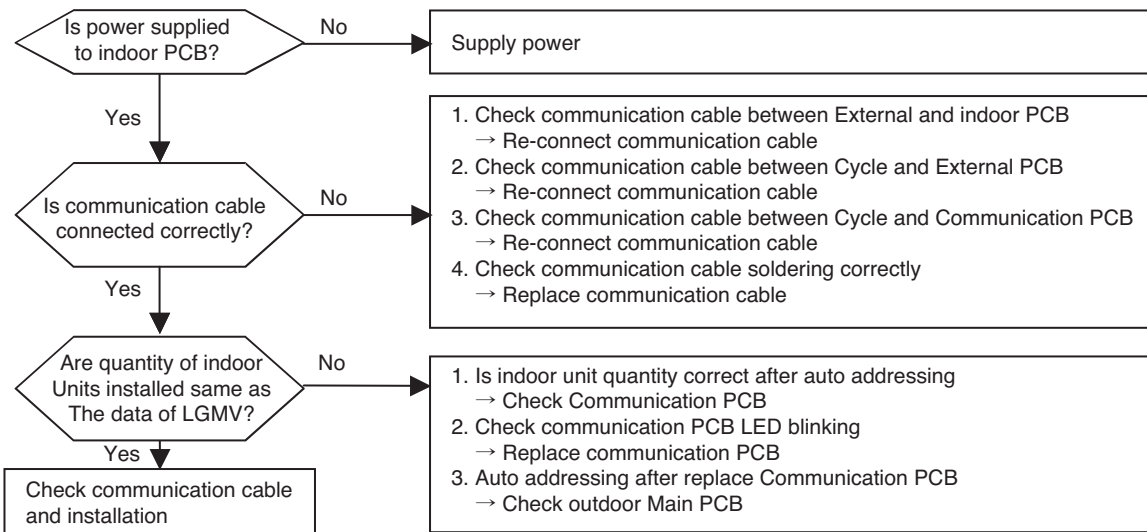 Is power supplied
to indoor PCB?
No
Supply power
Yes
Is communication cable
connected correctly?
No
1. Check communication cable between External and indoor PCB
→ Re-connect communication cable
2. Check communication cable between Cycle and External PCB
→ Re-connect communication cable
3. Check communication cable between Cycle and Communication PCB
→ Re-connect communication cable
4. Check communication cable soldering correctly
→ Replace communication cable
Yes
Are quantity of indoor
Units installed same as
The data of LGMV?
No
1. Is indoor unit quantity correct after auto addressing
→ Check Communication PCB
2. Check communication PCB LED blinking
→ Replace communication PCB
3. Auto addressing after replace Communication PCB
→ Check outdoor Main PCB
Yes
Check communication cable
and installation